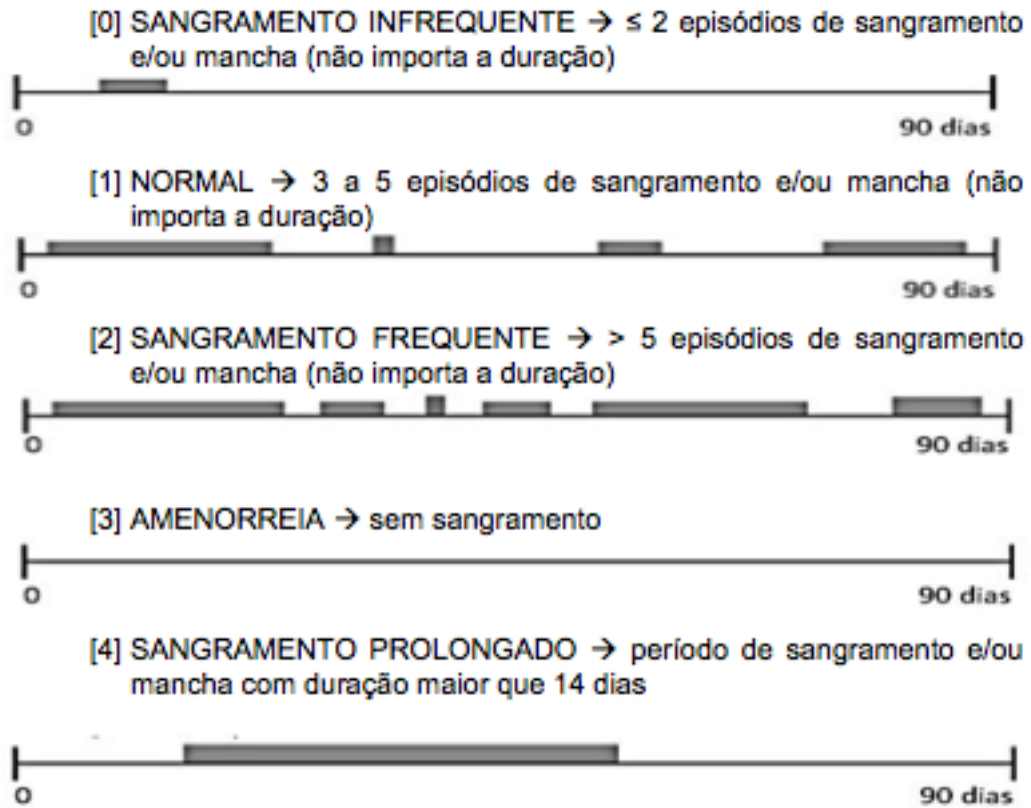 [0] SANGRAMENTO INFREQUENTE → ≤ 2 episódios de sangramento
e/ou mancha (não importa a duração)
0 90 dias
[1] NORMAL → 3 a 5 episódios de sangramento e/ou mancha (não
importa a duração)
0 90 dias
[2] SANGRAMENTO FREQUENTE → > 5 episódios de sangramento
e/ou mancha (não importa a duração)
0 90 dias
[3] AMENORREIA → sem sangramento
0 90 dias
[4] SANGRAMENTO PROLONGADO → período de sangramento e/ou
mancha com duração maior que 14 dias
0 90 dias